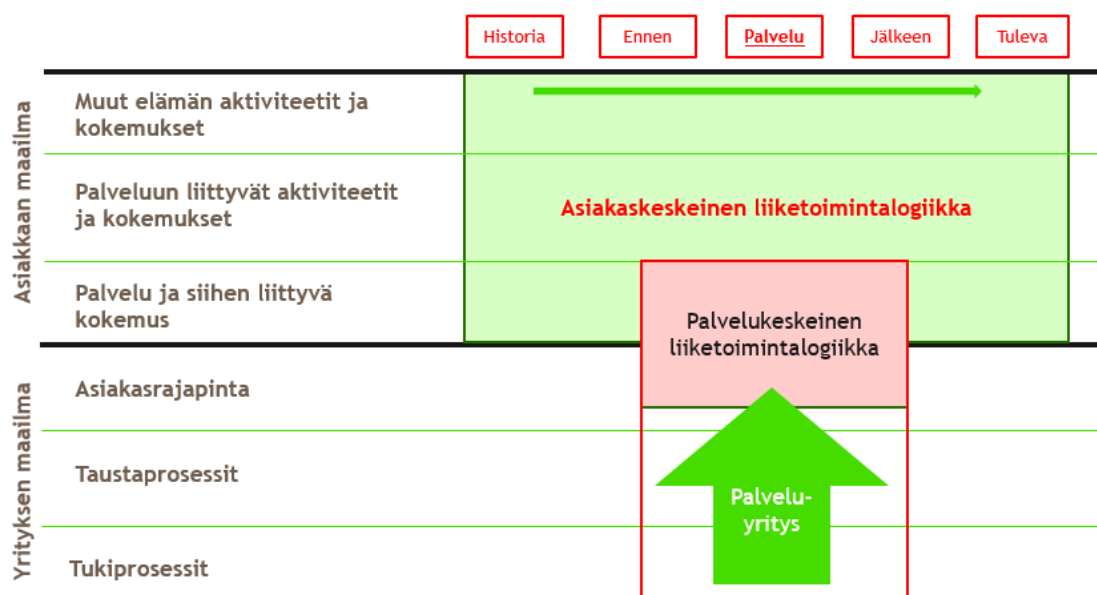 Historia
Ennen
Palvelu
Jälkeen
Tuleva
Asiakkaan maailma
Muut elämän aktiviteetit ja
kokemukset
Palveluun liittyvät aktiviteetit
ja kokemukset
Asiakaskeskeinen liiketoimintalogiikka
Palvelu ja siihen liittyvä
kokemus
Palvelukeskeinen
liiketoimintalogiikka
Yrityksen maailma
Asiakasrajapinta
Taustaprosessit
Palvelu-
yritys
Tukiprosessit